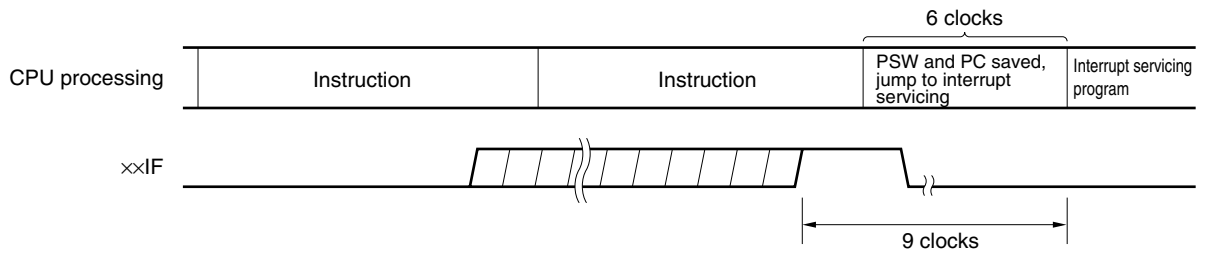 6 clocks
CPU processing
Instruction
Instruction
PSW and PC saved,
jump to interrupt
servicing
Interrupt servicing
program
××IF
9 clocks